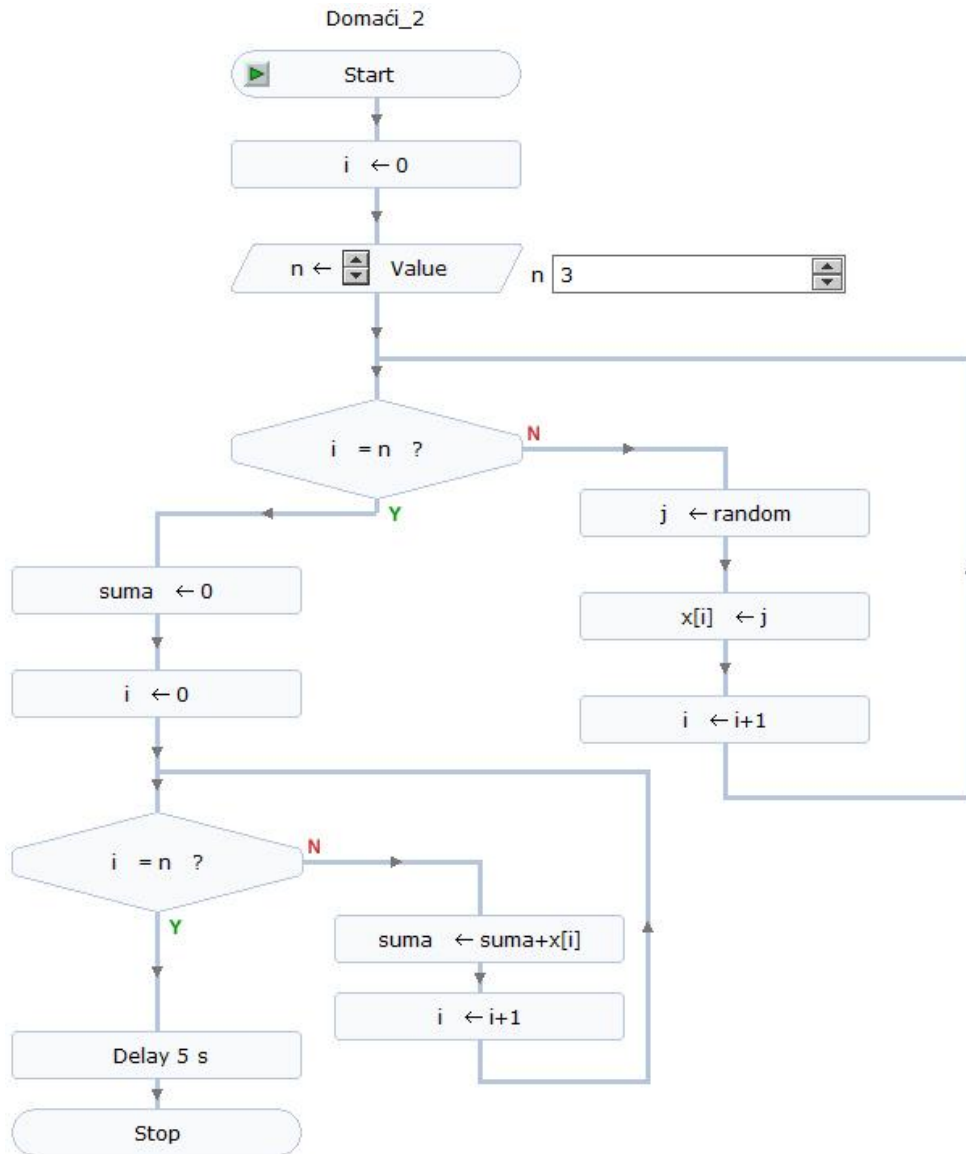 Domaći_2
Start
i ← 0
n ← Value
n 3
i = n ?
N
Y
j ← random
x[i] ← j
i ← i+1
suma ← 0
i ← 0
i = n ?
N
Y
suma ← suma+x[i]
i ← i+1
Delay 5 s
Stop